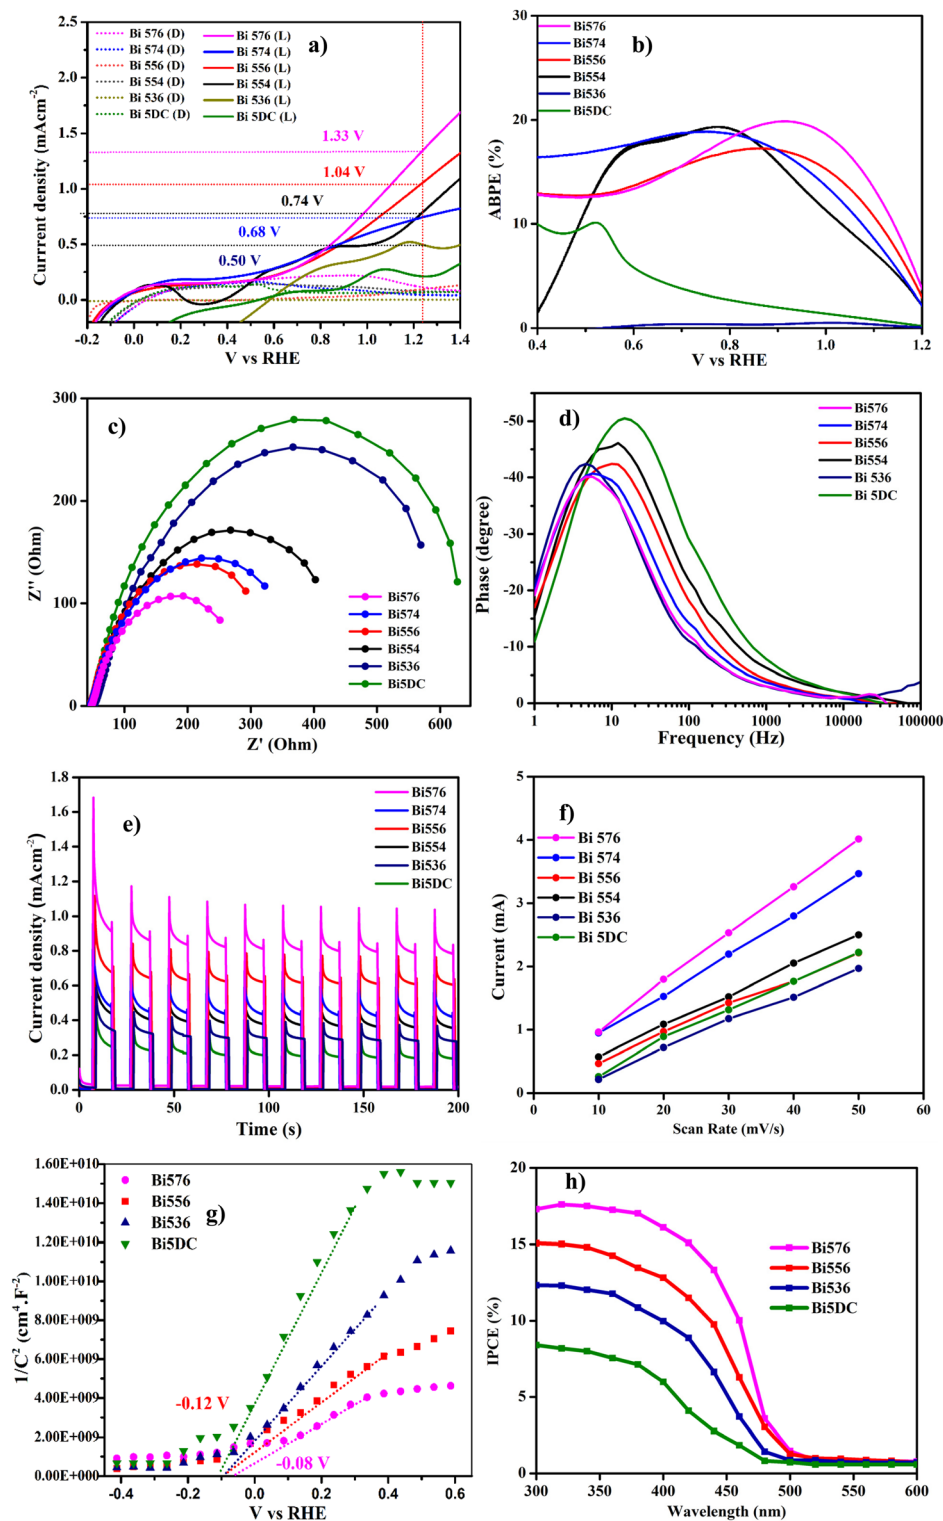 a)
Bi 576 (D)
Bi 574 (D)
Bi 556 (D)
Bi 554 (D)
Bi 536 (D)
Bi 5DC (D)
Bi 576 (L)
Bi 574 (L)
Bi 556 (L)
Bi 554 (L)
Bi 536 (L)
Bi 5DC (L)
1.33 V
1.04 V
0.74 V
0.68 V
0.50 V
Currrent density (mAcm-2)
2.5
2.0
1.5
1.0
0.5
0.0
-0.2 0.0 0.2 0.4 0.6 0.8 1.0 1.2 1.4
V vs RHE
b)
Bi576
Bi574
Bi556
Bi554
Bi536
Bi5DC
ABPE (%)
30
20
10
0
0.4 0.6 0.8 1.0 1.2
V vs RHE
c)
Z'' (Ohm)
300
200
100
0
Bi576
Bi574
Bi556
Bi554
Bi536
Bi5DC
100 200 300 400 500 600
Z' (Ohm)
d)
Bi576
Bi574
Bi556
Bi554
Bi 536
Bi 5DC
Phase (degree)
-50
-40
-30
-20
-10
0
1 10 100 1000 10000 100000
Frequency (Hz)
e)
Bi576
Bi574
Bi556
Bi554
Bi536
Bi5DC
Current density (mAcm-2)
1.8
1.6
1.4
1.2
1.0
0.8
0.6
0.4
0.2
0.0
0 50 100 150 200
Time (s)
f)
Bi 576
Bi 574
Bi 556
Bi 554
Bi 536
Bi 5DC
Current (mA)
5
4
3
2
1
0
0 10 20 30 40 50 60
Scan Rate (mV/s)
g)
Bi576
Bi556
Bi536
Bi5DC
-0.12 V
-0.08 V
1/C2 (cm4.F-2)
1.60E+010
1.40E+010
1.20E+010
1.00E+010
8.00E+009
6.00E+009
4.00E+009
2.00E+009
0.00E+000
-0.4 -0.2 0.0 0.2 0.4 0.6
V vs RHE
h)
Bi576
Bi556
Bi536
Bi5DC
IPCE (%)
20
15
10
5
0
300 350 400 450 500 550 600
Wavelength (nm)